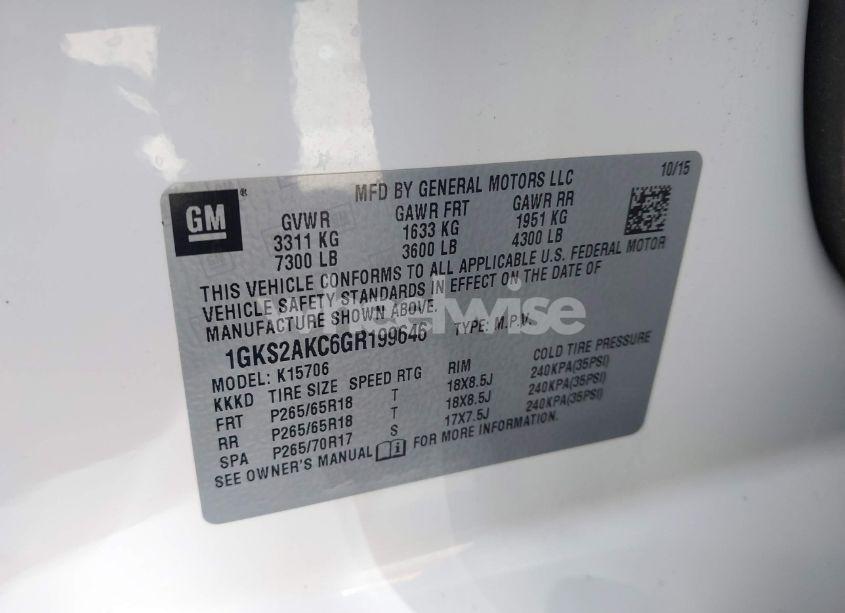 MFD BY GENERAL MOTORS LLC 10/15
GM ®
GVWR GAWR FRT GAWR RR
3311 KG 1633 KG 1951 KG
7300 LB 3600 LB 4300 LB
THIS VEHICLE CONFORMS TO ALL APPLICABLE U.S. FEDERAL MOTOR
VEHICLE SAFETY STANDARDS IN EFFECT ON THE DATE OF
MANUFACTURE SHOWN ABOVE.
wheelwise
1GKS2AKC6GR199646 TYPE: M.P.V.
MODEL: K15706
KKKD TIRE SIZE SPEED RTG RIM COLD TIRE PRESSURE
FRT P265/65R18 T 18X8.5J 240KPA(35PSI)
RR P265/65R18 T 18X8.5J 240KPA(35PSI)
SPA P265/70R17 S 17X7.5J 240KPA(35PSI)
SEE OWNER'S MANUAL FOR MORE INFORMATION.